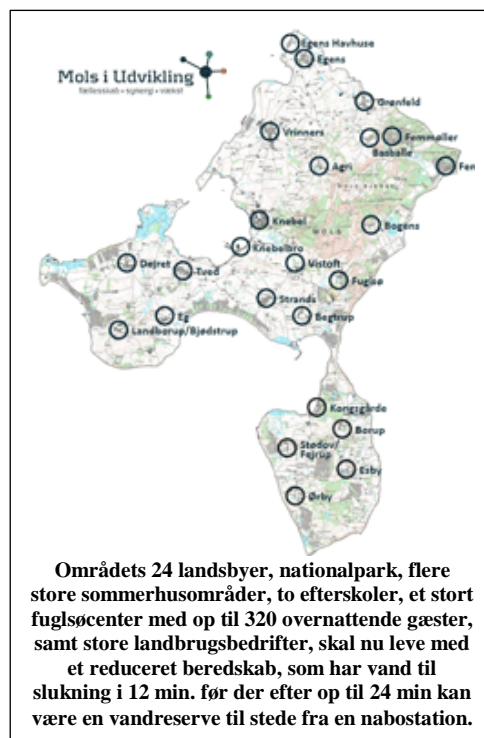 Mols i Udvikling
fællesskab • synergi • vækst
Egens Havhuse
Egens
Grønfeld
Vrinners
Femmøller
Basballe
Agri
Fem
MOLS BJERGE
MOLS
Knebel
Bogens
Knebelbro
Dejret
Tved
Vistoft
Fuglsø
Strands
Eg
Begtrup
Landborup/Bjødstrup
Kongsgårde
Borup
Stødov/
Fejrup
Esby
Ørby
Områdets 24 landsbyer, nationalpark, flere
store sommerhusområder, to efterskoler, et stort
fuglsøcenter med op til 320 overnattende gæster,
samt store landbrugsbedrifter, skal nu leve med
et reduceret beredskab, som har vand til
slukning i 12 min. før der efter op til 24 min kan
være en vandreserve til stede fra en nabostation.